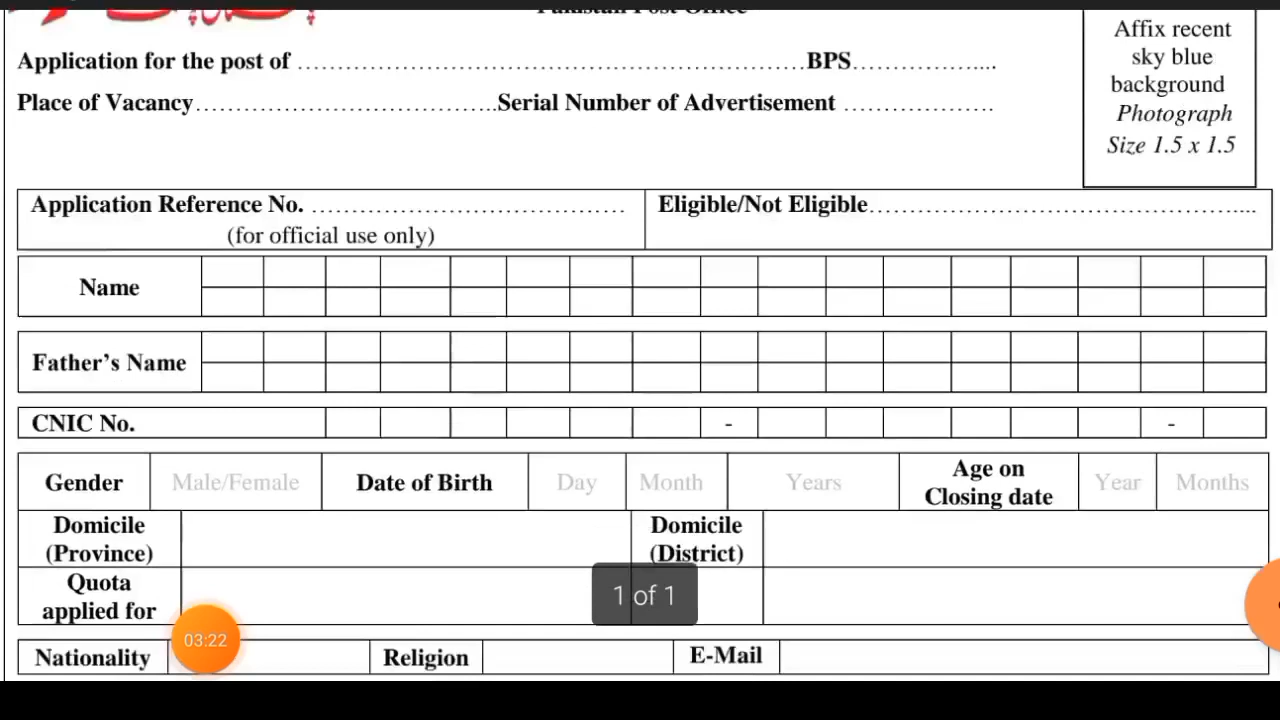 Pakistan Post Office
Application for the post of ……………………………………………………… BPS……………....
Place of Vacancy………………………………..Serial Number of Advertisement ………………
Affix recent
sky blue
background
Photograph
Size 1.5 x 1.5
Application Reference No. …………………………………
(for official use only)
Eligible/Not Eligible………………………………………....
Name
Father’s Name
CNIC No. - -
Gender Male/Female Date of Birth Day Month Years Age on Closing date Year Months
Domicile (Province) Domicile (District)
Quota applied for
1 of 1
03:22
Nationality Religion E-Mail